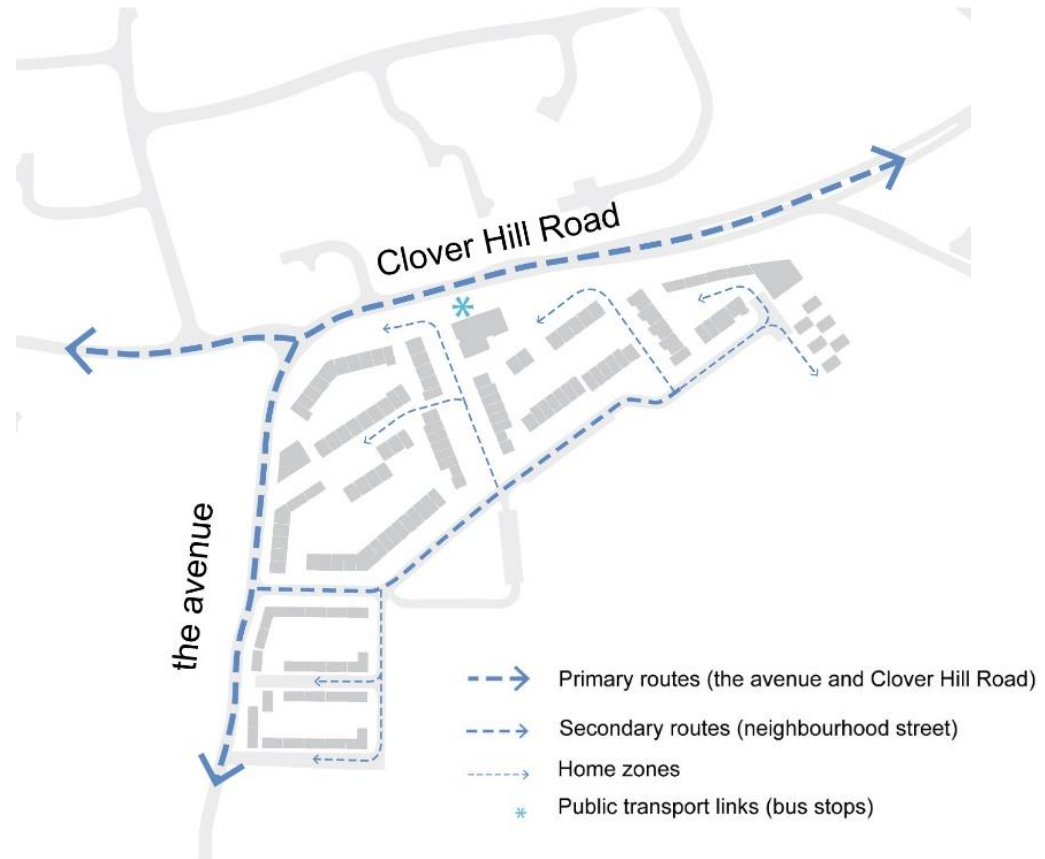 Clover Hill Road
the avenue
Primary routes (the avenue and Clover Hill Road)
Secondary routes (neighbourhood street)
Home zones
Public transport links (bus stops)